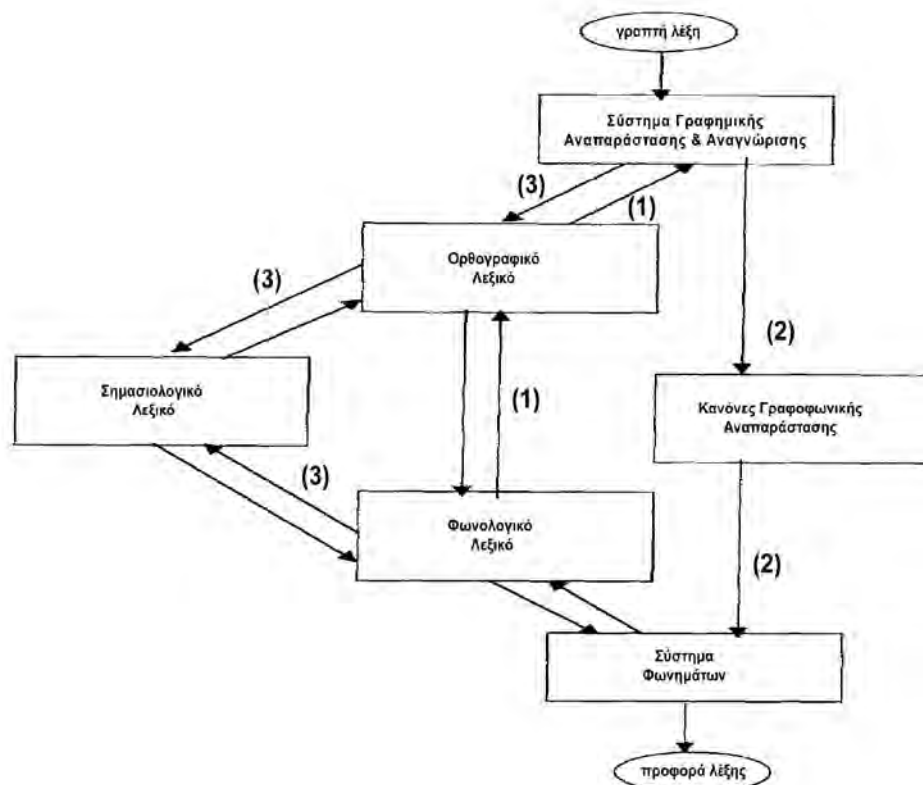 γραπτή λέξη
Σύστημα Γραφημικής
Αναπαράστασης & Αναγνώρισης
(3)
(1)
Ορθογραφικό
Λεξικό
(3)
(2)
Σημασιολογικό
Λεξικό
(1)
Κανόνες Γραφοφωνικής
Αναπαράστασης
(3)
Φωνολογικό
Λεξικό
(2)
Σύστημα
Φωνημάτων
προφορά λέξης